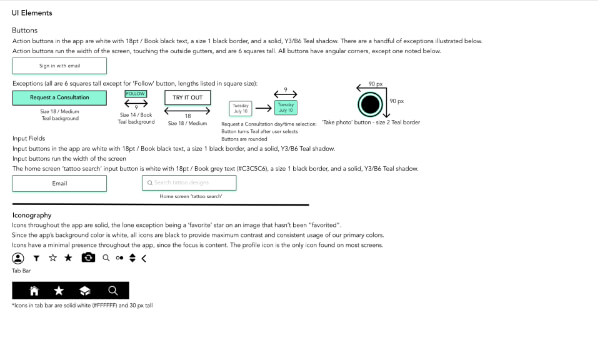 UI Elements
Buttons
Action buttons in the app are white with 18pt / Book black text, a size 1 black border, and a solid, Y3/B6 Teal shadow. There are a handful of exceptions illustrated below.
Action buttons run the width of the screen, touching the outside gutters, and are 6 squares tall. All buttons have angular corners, except one noted below.
Sign in with email
Exceptions (all are 6 squares tall except for 'Follow' button, lengths listed in square size):
Request a Consultation
Size 18 / Medium
Teal background
FOLLOW
9
Size 14 / Book
Teal background
TRY IT OUT
18
Size 18 / Medium
9
Tuesday
July 10
Tuesday
July 10
Request a Consultation day/time selection:
Button turns Teal after user selects
Buttons are rounded
90 px
90 px
'Take photo' button - size 2 Teal border
Input Fields
Input buttons in the app are white with 18pt / Book black text, a size 1 black border, and a solid, Y3/B6 Teal shadow.
Input buttons run the width of the screen
The home screen 'tattoo search' input button is white with 18pt / Book grey text (#C3C5C6), a size 1 black border, and a solid, Y3/B6 Teal shadow.
Email
Search tattoo designs
Home screen 'tattoo search'
Iconography
Icons throughout the app are solid, the lone exception being a 'favorite' star on an image that hasn't been "favorited".
Since the app's background color is white, all icons are black to provide maximum contrast and consistent usage of our primary colors.
Icons have a minimal presence throughout the app, since the focus is content. The profile icon is the only icon found on most screens.
Tab Bar
*Icons in tab bar are solid white (#FFFFFF) and 30 px tall